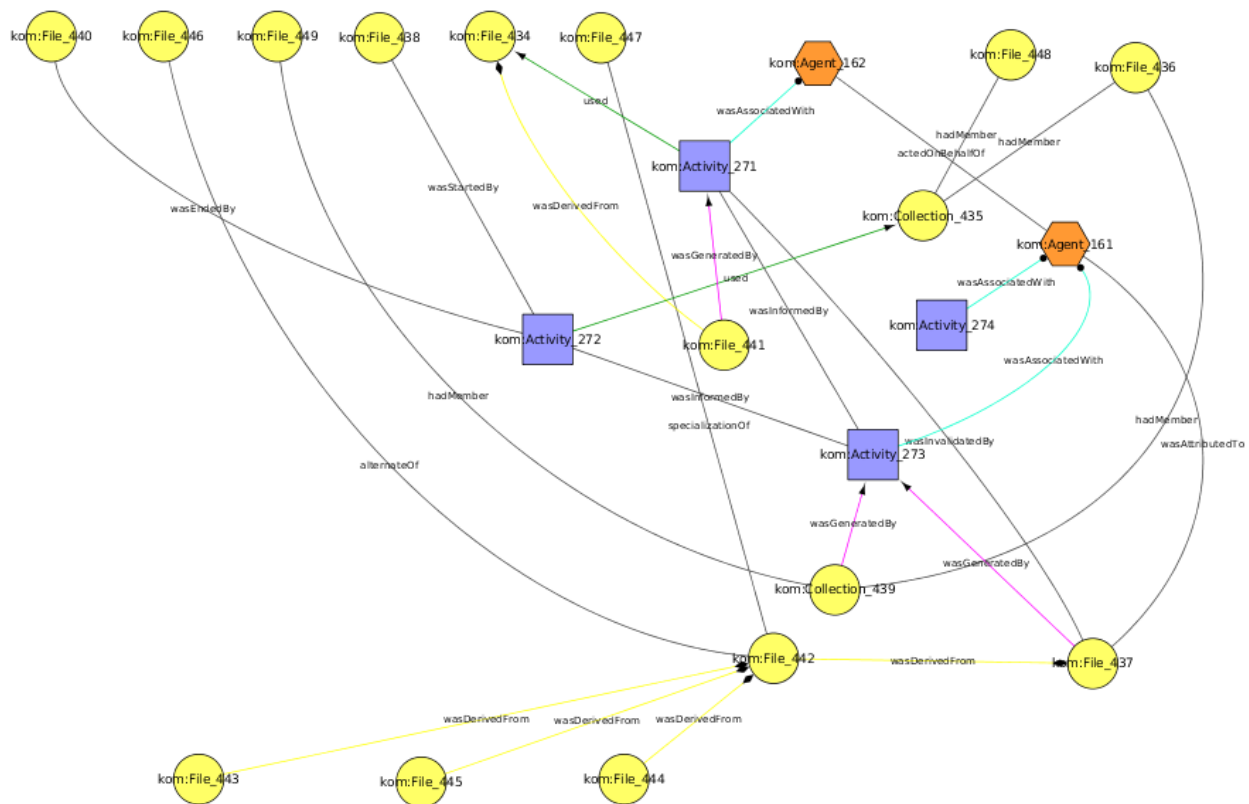 kom:File_440
kom:File_446
kom:File_449
kom:File_438
kom:File_434
kom:File_447
kom:Agent_162
kom:File_448
kom:File_436
used
wasAssociatedWith
hadMember
hadMember
actedOnBehalfOf
kom:Activity_271
wasStartedBy
wasEndedBy
wasDerivedFrom
kom:Collection_435
kom:Agent_161
wasGeneratedBy
used
wasAssociatedWith
wasInformedBy
kom:Activity_274
kom:Activity_272
kom:File_441
wasAssociatedWith
hadMember
wasInformedBy
specializationOf
hadMember
wasInvalidatedBy
wasAttributedTo
kom:Activity_273
alternateOf
wasGeneratedBy
wasGeneratedBy
kom:Collection_439
kom:File_442
wasDerivedFrom
kom:File_437
wasDerivedFrom
wasDerivedFrom
wasDerivedFrom
kom:File_443
kom:File_445
kom:File_444